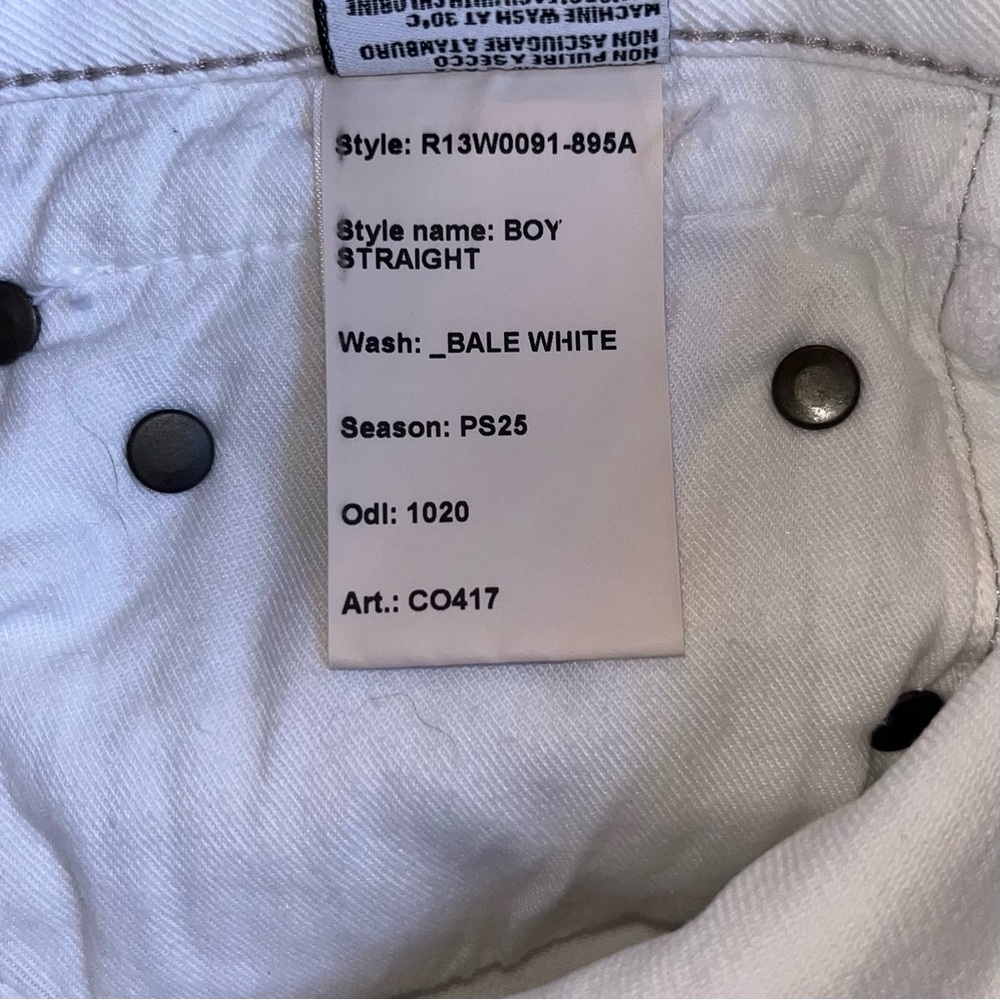 MACHINE WASH AT 30°C
NON ASCIUGARE A TAMBURO
NON PULIRE A SECCO
Style: R13W0091-895A
Style name: BOY
STRAIGHT
Wash: _BALE WHITE
Season: PS25
Odl: 1020
Art.: CO417